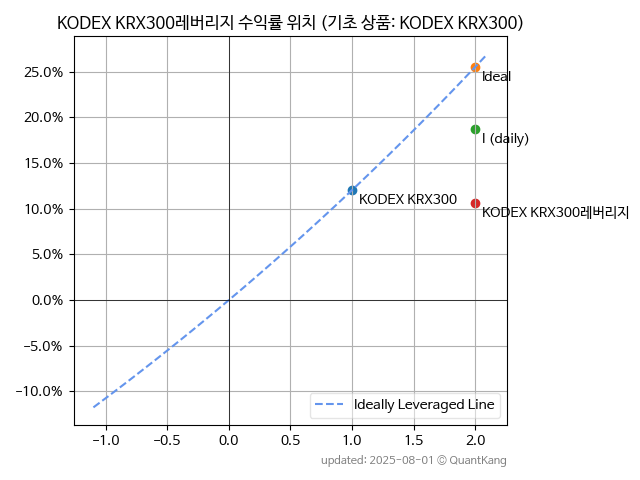 KODEX KRX300레버리지 수익률 위치 (기초 상품: KODEX KRX300)
25.0%
20.0%
15.0%
10.0%
5.0%
0.0%
−5.0%
−10.0%
Ideal
I (daily)
KODEX KRX300
KODEX KRX300레버리지
Ideally Leveraged Line
−1.0 −0.5 0.0 0.5 1.0 1.5 2.0
updated: 2025-08-01 © QuantKang